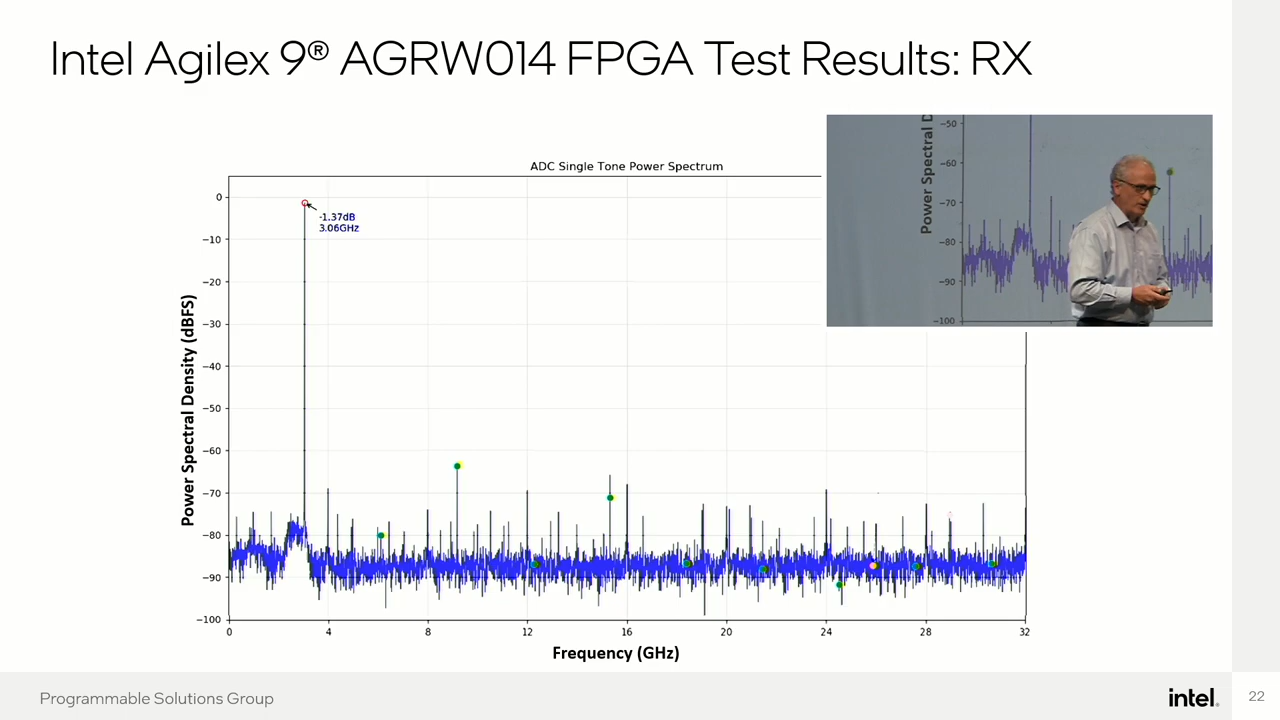 Intel Agilex 9® AGRW014 FPGA Test Results: RX
ADC Single Tone Power Spectrum
Power Spectral Density (dBFS)
0
−10
−20
−30
−40
−50
−60
−70
−80
−90
−100
-1.37dB
3.06GHz
0 4 8 12 16 20 24 28 32
Frequency (GHz)
Power Spectral D
−50
−60
−70
−80
−90
−100
Programmable Solutions Group
intel.
22